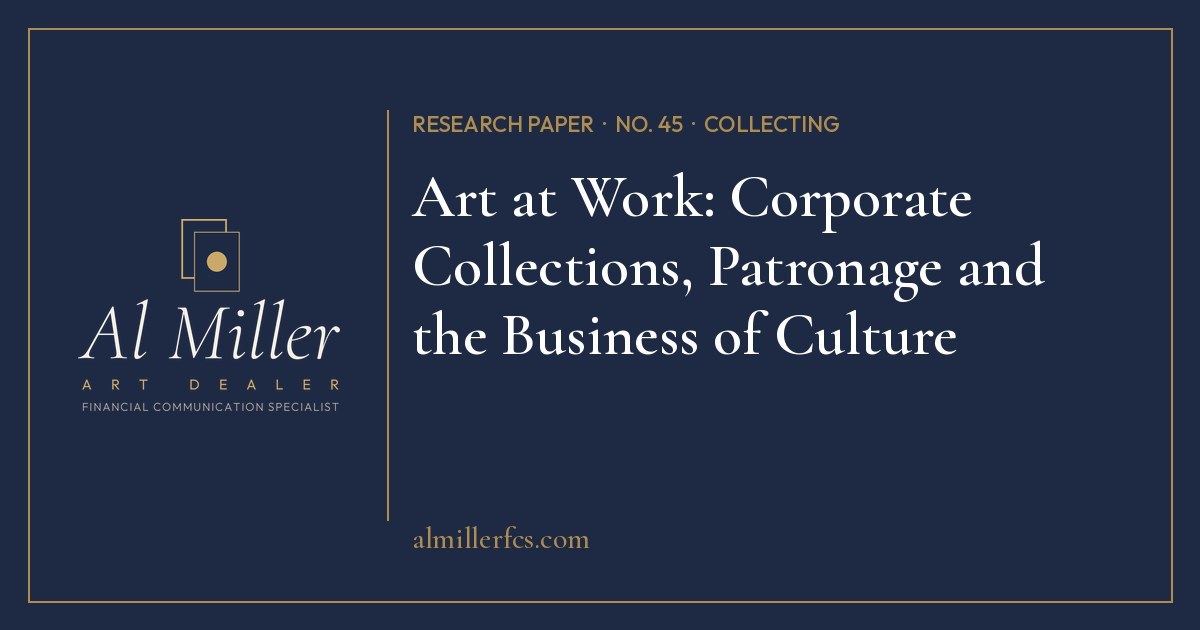 RESEARCH PAPER · NO. 45 · COLLECTING
Art at Work: Corporate
Collections, Patronage and
the Business of Culture
Al Miller
ART DEALER
FINANCIAL COMMUNICATION SPECIALIST
almillerfcs.com